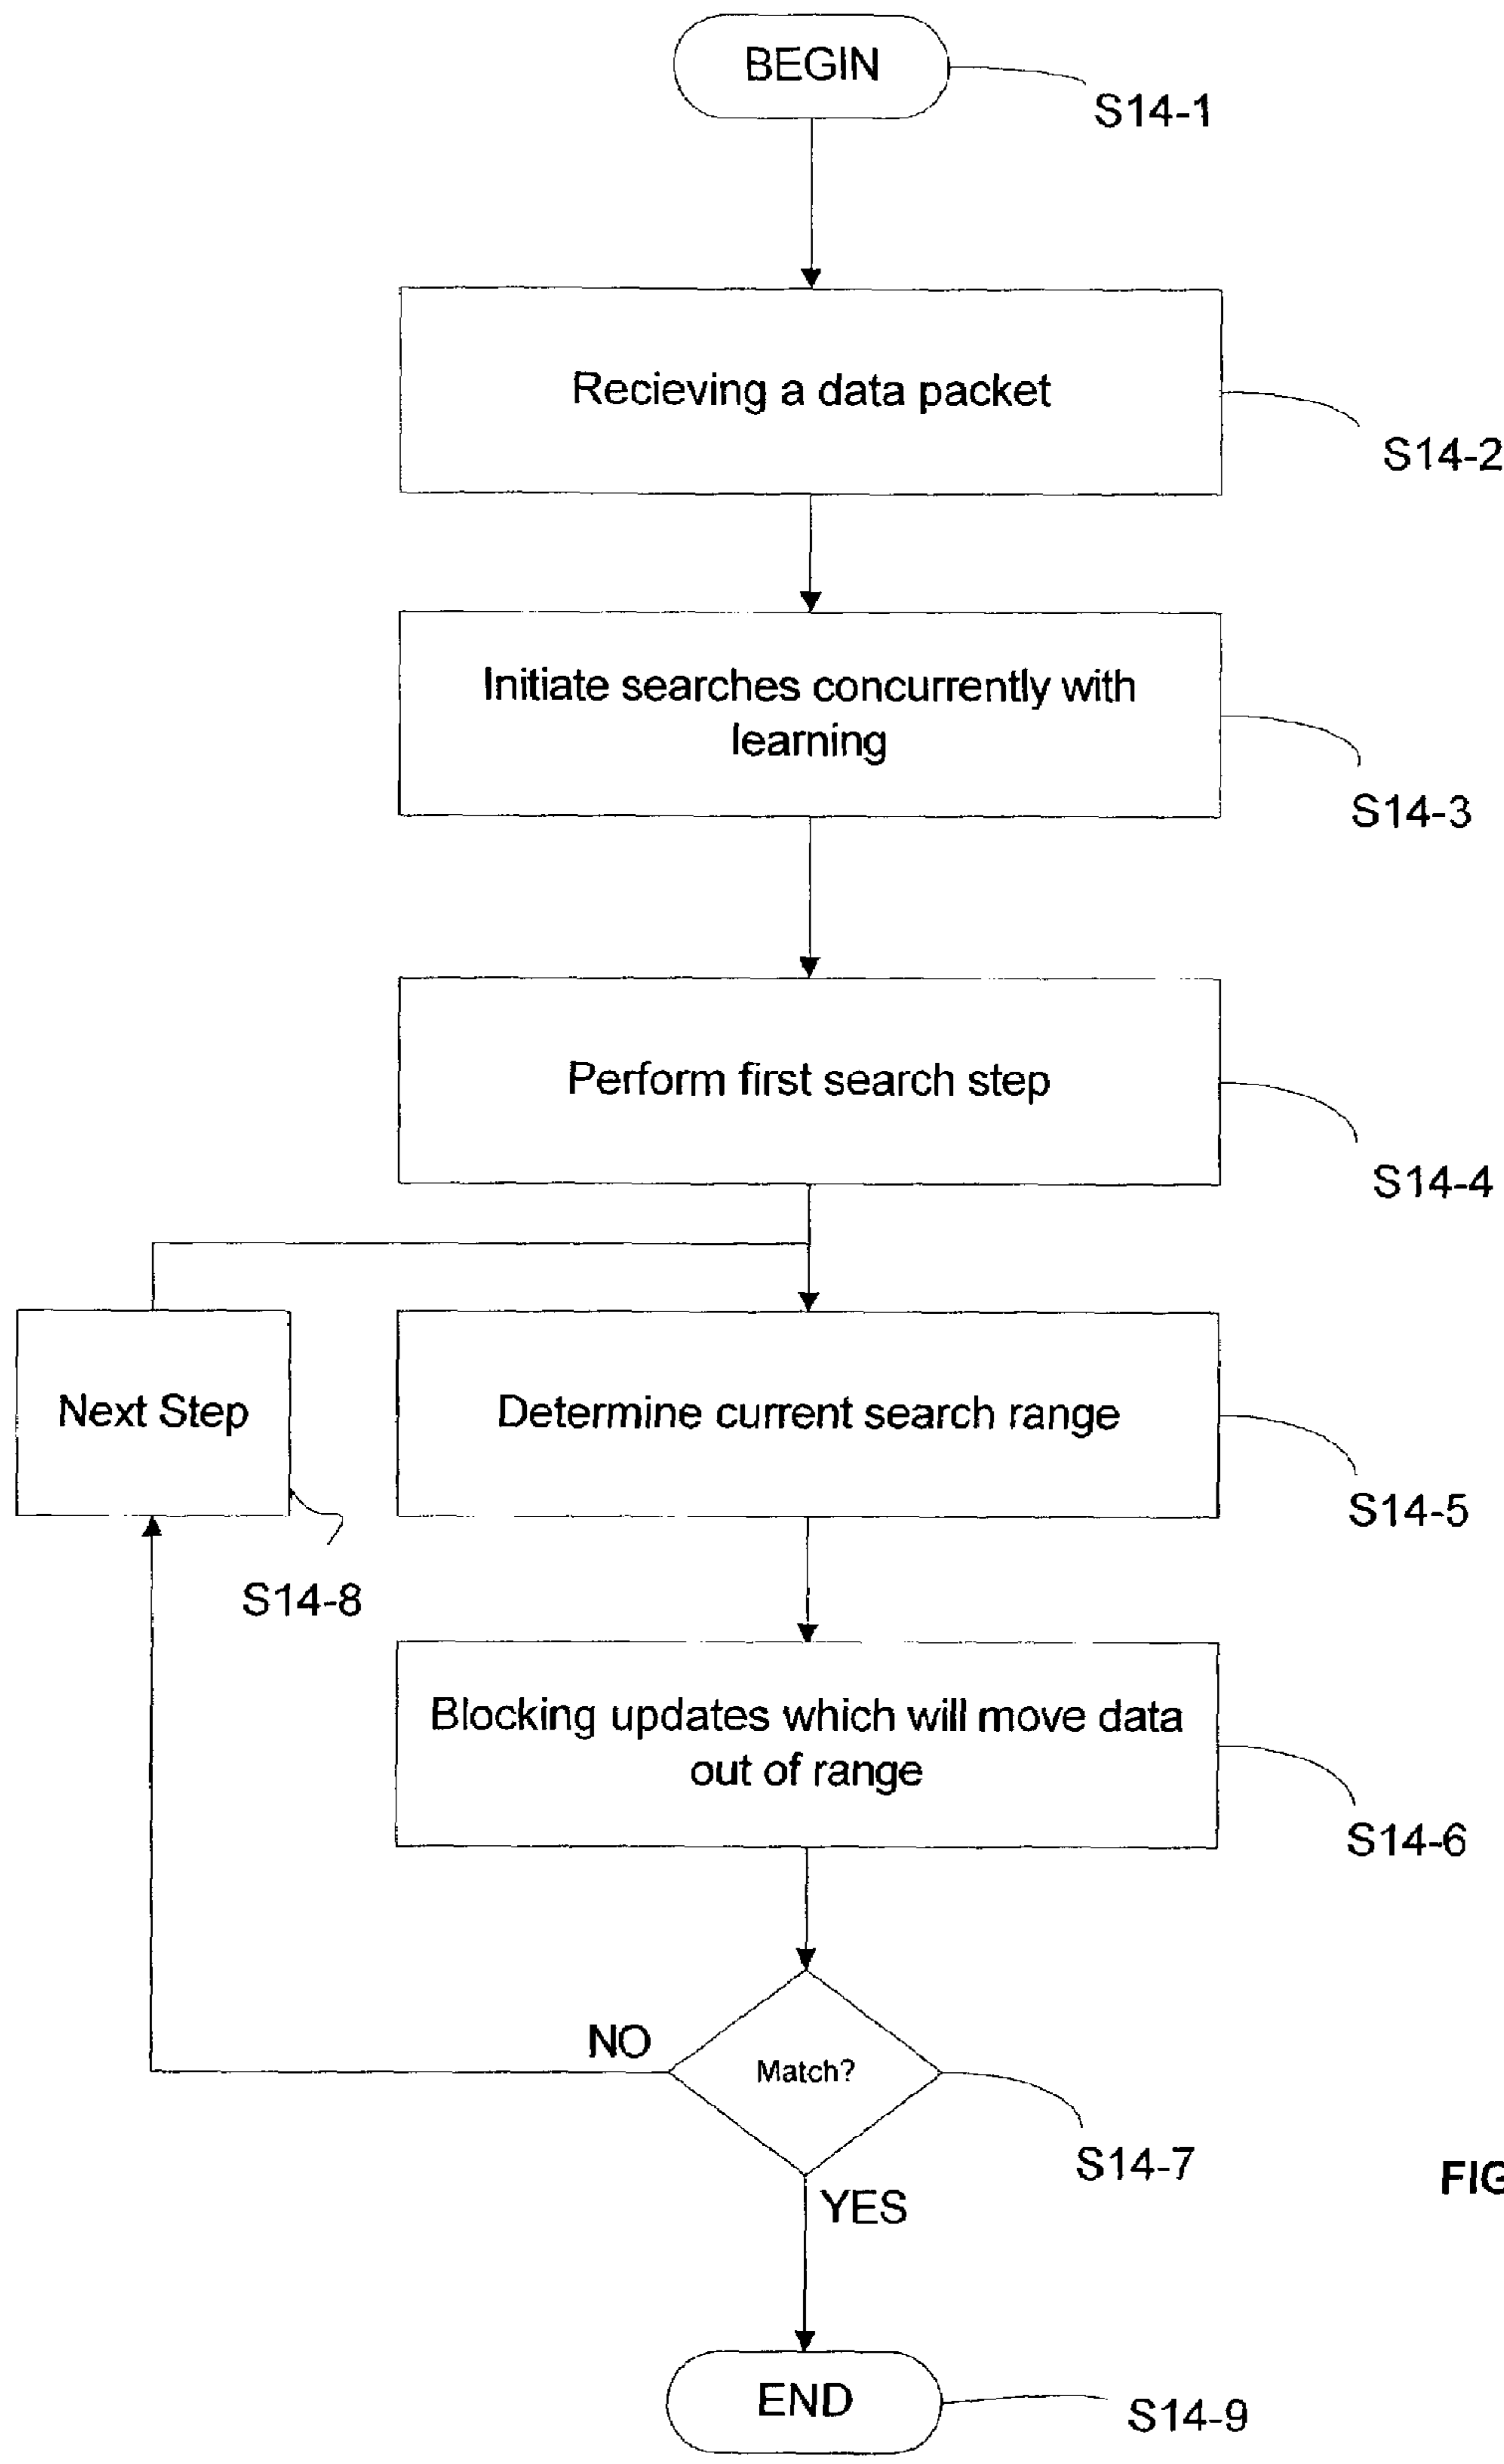 BEGIN
S14-1
Recieving a data packet
S14-2
Initiate searches concurrently with
learning
S14-3
Perform first search step
S14-4
Next Step
Determine current search range
S14-5
S14-8
Blocking updates which will move data
out of range
S14-6
NO
Match?
S14-7
YES
FIG
END
S14-9